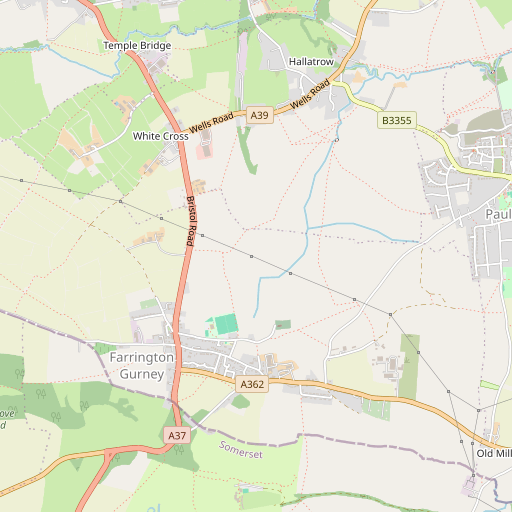 Temple Bridge
Hallatrow
Wells Road
A39
Wells Road
B3355
White Cross
Bristol Road
Paul
Farrington
Gurney
A362
A37
Somerset
Old Mill